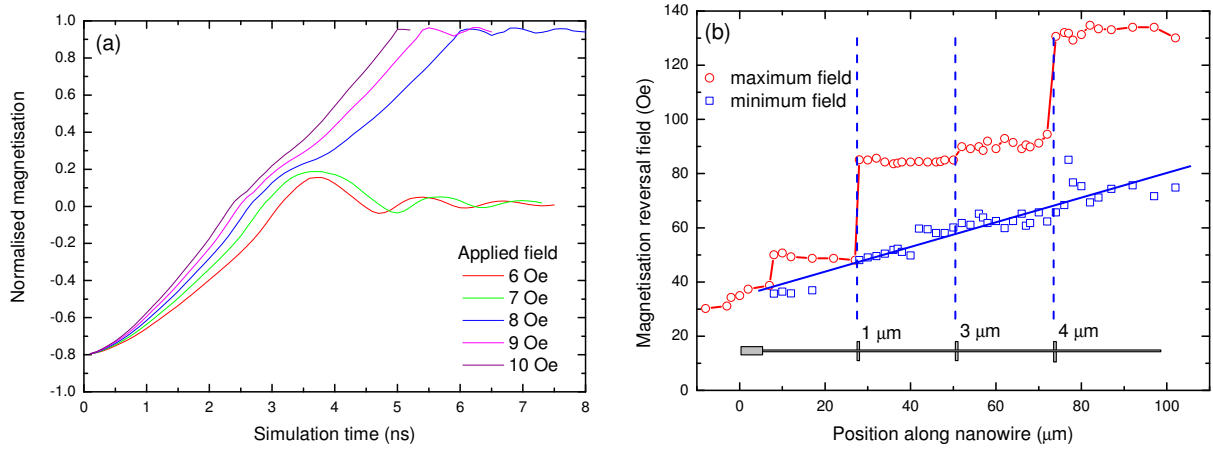 (a)
1.0
0.8
0.6
0.4
0.2
0.0
-0.2
-0.4
-0.6
-0.8
-1.0
Normalised magnetisation
Applied field
6 Oe
7 Oe
8 Oe
9 Oe
10 Oe
0 1 2 3 4 5 6 7 8
Simulation time (ns)
(b)
140
120
100
80
60
40
20
0
Magnetisation reversal field (Oe)
maximum field
minimum field
1 μm 3 μm 4 μm
0 20 40 60 80 100
Position along nanowire (μm)